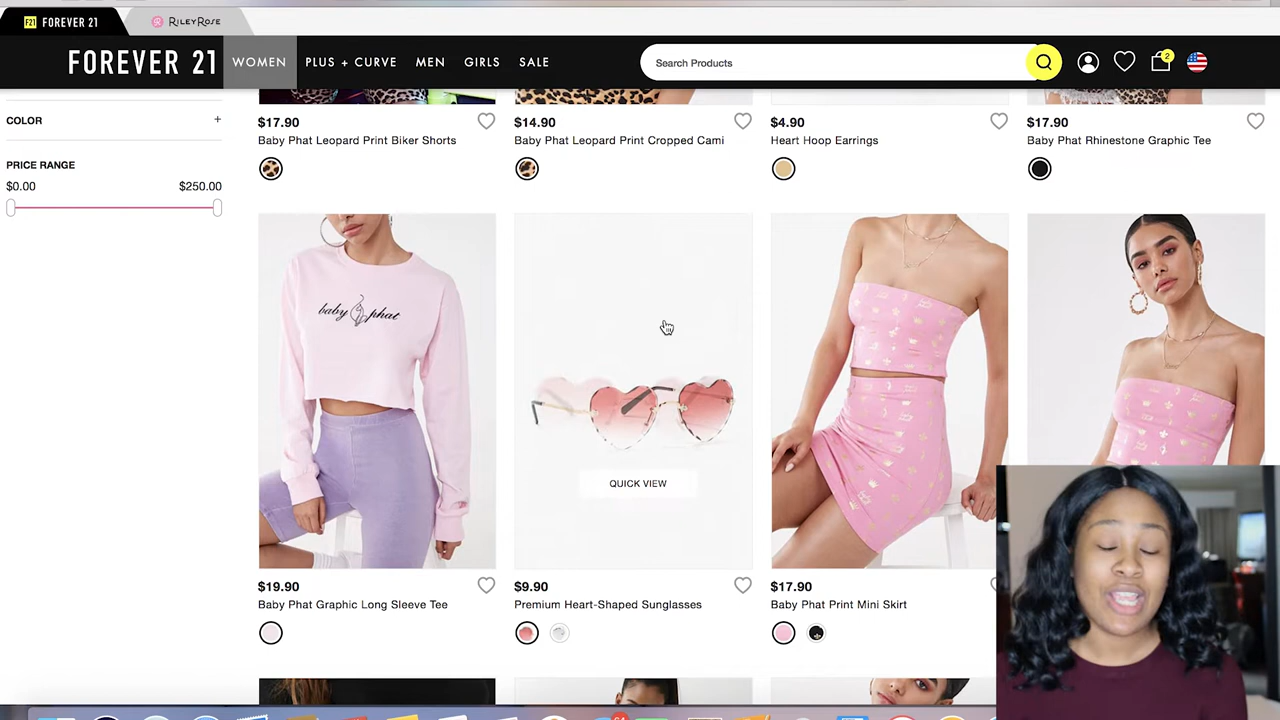 F21 FOREVER 21
RILEYROSE
FOREVER 21
WOMEN
PLUS + CURVE
MEN
GIRLS
SALE
Search Products
2
COLOR
+
PRICE RANGE
$0.00
$250.00
$17.90
Baby Phat Leopard Print Biker Shorts
$14.90
Baby Phat Leopard Print Cropped Cami
$4.90
Heart Hoop Earrings
$17.90
Baby Phat Rhinestone Graphic Tee
baby phat
QUICK VIEW
$19.90
Baby Phat Graphic Long Sleeve Tee
$9.90
Premium Heart-Shaped Sunglasses
$17.90
Baby Phat Print Mini Skirt